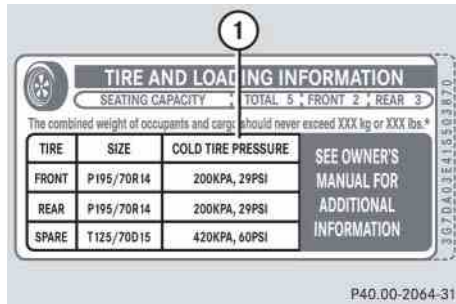 1
TIRE AND LOADING INFORMATION
SEATING CAPACITY TOTAL 5 FRONT 2 REAR 3
The combined weight of occupants and cargo should never exceed XXX kg or XXX lbs.*
TIRE SIZE COLD TIRE PRESSURE
FRONT P195/70R14 200KPA, 29PSI
REAR P195/70R14 200KPA, 29PSI
SPARE T125/70D15 420KPA, 60PSI
SEE OWNER'S
MANUAL FOR
ADDITIONAL
INFORMATION
3G7DA03E41S503870
P40.00-2064-31